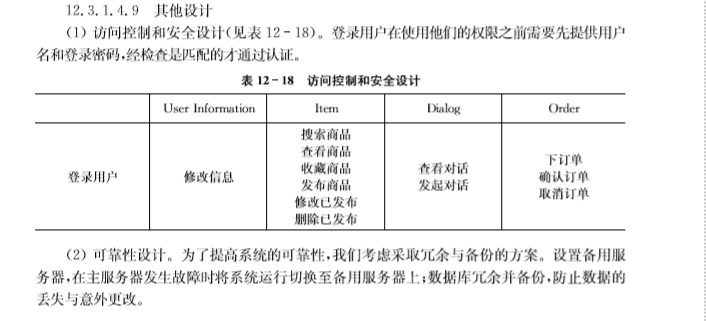 12.3.1.4.9 其他设计
(1) 访问控制和安全设计(见表 12-18)。登录用户在使用他们的权限之前需要先提供用户
名和登录密码,经检查是匹配的才通过认证。
表 12-18 访问控制和安全设计
User Information Item Dialog Order
搜索商品
查看商品
收藏商品
发布商品
修改已发布
删除已发布
登录用户 修改信息
查看对话
发起对话
下订单
确认订单
取消订单
(2) 可靠性设计。为了提高系统的可靠性,我们考虑采取冗余与备份的方案。设置备用服
务器,在主服务器发生故障时将系统运行切换至备用服务器上;数据库冗余并备份,防止数据的
丢失与意外更改。